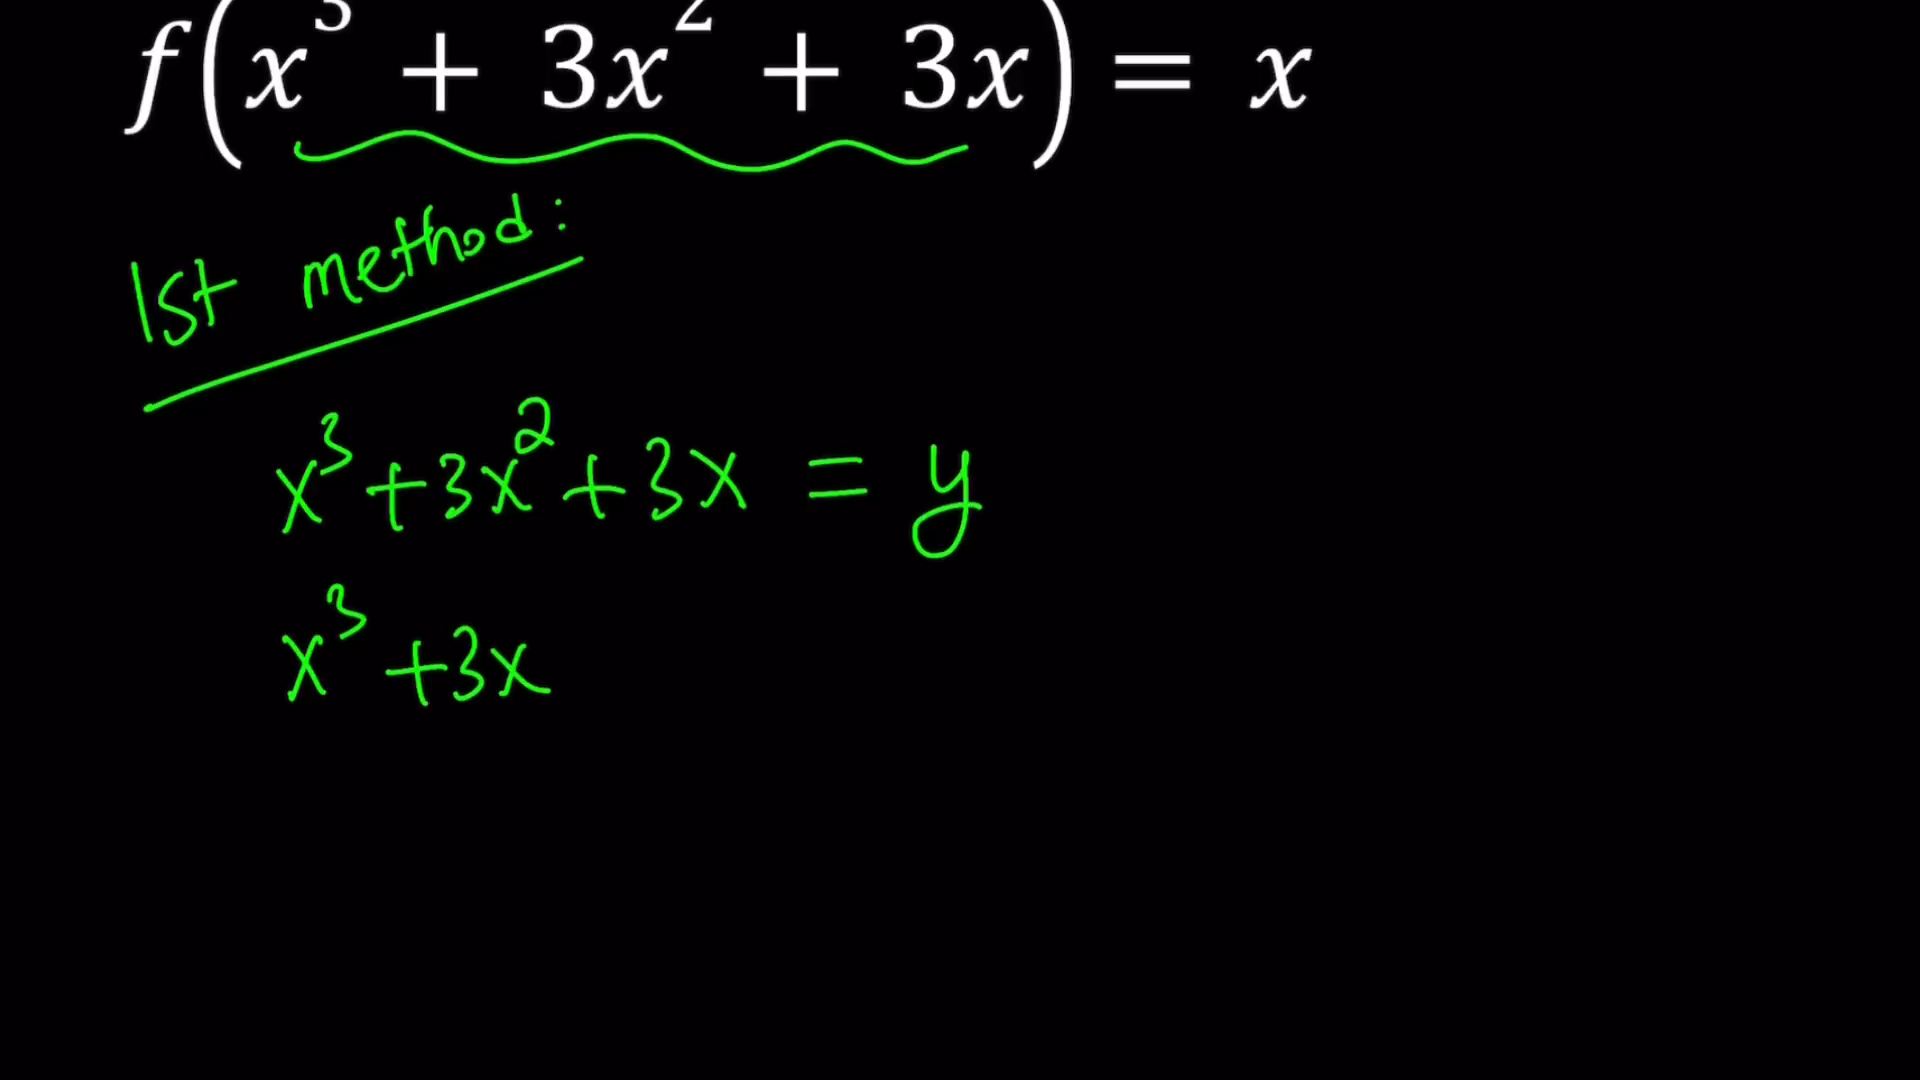 f(x³ + 3x² + 3x) = x
1st method:
x³ + 3x² + 3x = y
x³ + 3x